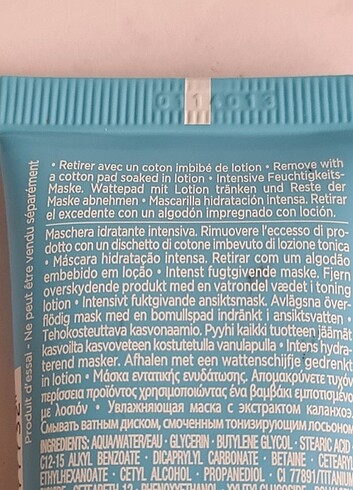 • Retirer avec un coton imbibé de lotion • Remove with
a cotton pad soaked in lotion • Intensive Feuchtigkeits-
Maske. Wattepad mit Lotion tränken und Reste der
Maske abnehmen • Mascarilla hidratación intensa. Retirar
el excedente con un algodón impregnado con loción.
Maschera idratante intensiva. Rimuovere l'eccesso di pro-
dotto con un dischetto di cotone imbevuto di lozione tonica
• Máscara hidratação intensa. Retirar com um algodão
embebido em loção • Intenst fugtgivende maske. Fjern
overskydende produkt med en vatrondel vædet i toning
lotion • Intensivt fuktgivande ansiktsmask. Avlägsna över-
flödig mask med en bomullspad indränkt i ansiktsvatten •
Tehokosteuttava kasvonaamio. Pyyhi kaikki tuotteen jäämät
kasvoilta kasvoveteen kostutetulla vanulapulla • Intens hydra-
terend masker. Afhalen met een wattenschijfje gedrenkt
in lotion • Μάσκα εντατικής ενυδάτωσης. Απομακρύνετε τυχόν
περίσσεια προϊόντος χρησιμοποιώντας ένα βαμβάκι εμποτισμένο
με λοσιόν • Увлажняющая маска с экстрактом каланхоэ.
Смывать ватным диском, смоченным тонизирующим лосьоном
INGREDIENTS: AQUA/WATER/EAU - GLYCERIN - BUTYLENE GLYCOL - STEARIC ACID
C12-15 ALKYL BENZOATE - DICAPRYLYL CARBONATE - BETAINE - CETEARYL
ETHYLHEXANOATE - CETYL ALCOHOL - PROPANEDIOL - CI 77891/TITANIUM
Produit d'essai - Ne peut être vendu séparément